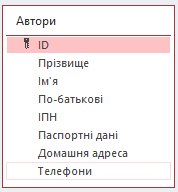 Автори
ID
Прізвище
Ім'я
По-батькові
ІПН
Паспортні дані
Домашня адреса
Телефони